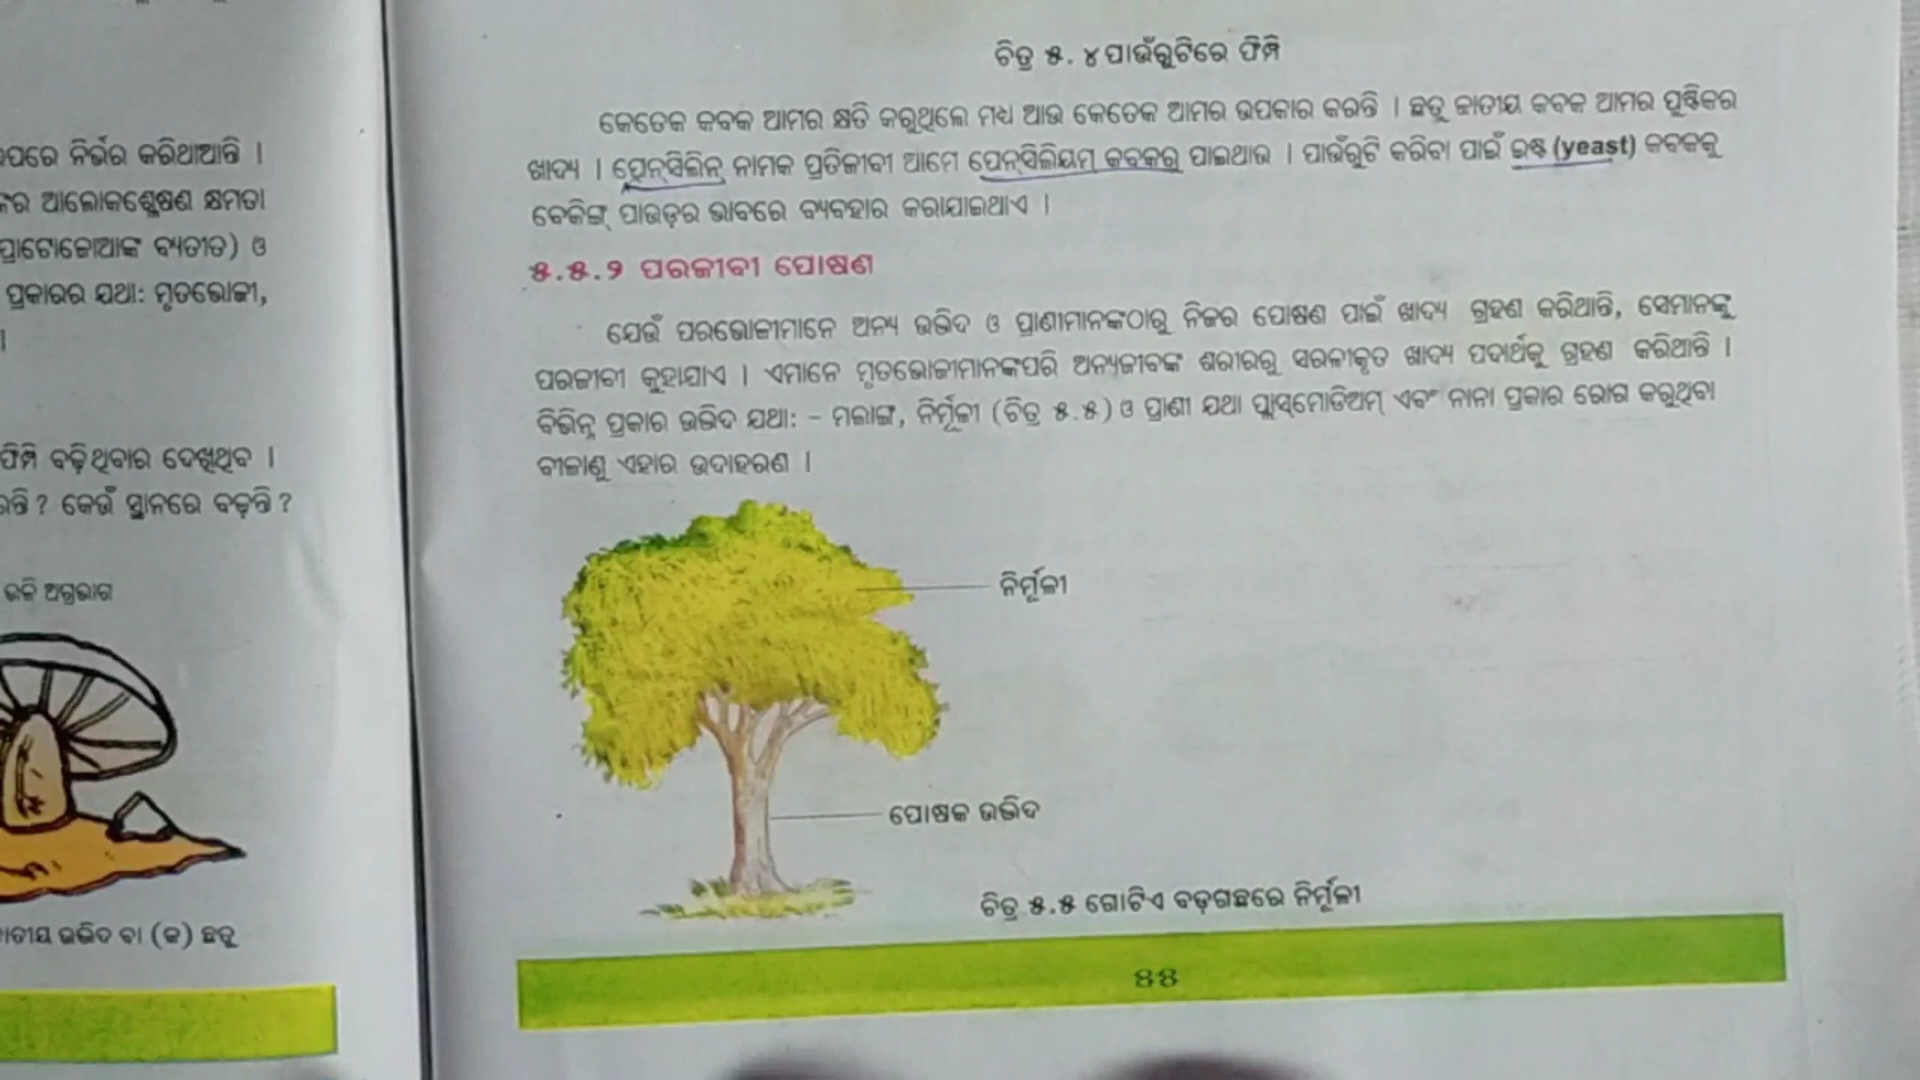 ପରେ ନିର୍ଭର କରିଥାଆନ୍ତି ।
ଙ୍କର ଆଲୋକଶ୍ଳେଷଣ କ୍ଷମତା
ପ୍ରାଟୋଜୋଆଙ୍କ ବ୍ୟତୀତ) ଓ
ପ୍ରକାରର ଯଥା: ମୃତଭୋଜୀ,
।
ଫିମ୍ପି ବଢ଼ିଥିବାର ଦେଖିଥିବ ।
ରନ୍ତି ? କେଉଁ ସ୍ଥାନରେ ବଢ଼ନ୍ତି ?
ଭଳି ଅଗ୍ରଭାଗ
ଜାତୀୟ ଉଦ୍ଭିଦ ବା (କ) ଛତୁ
ଚିତ୍ର ୫.୪ ପାଉଁରୁଟିରେ ଫିମ୍ପି
କେତେକ କବକ ଆମର କ୍ଷତି କରୁଥିଲେ ମଧ୍ୟ ଆଉ କେତେକ ଆମର ଉପକାର କରନ୍ତି । ଛତୁ ଜାତୀୟ କବକ ଆମର ପୁଷ୍ଟିକର
ଖାଦ୍ୟ । ପେନ୍‌ସିଲିନ୍ ନାମକ ପ୍ରତିଜୀବୀ ଆମେ ପେନ୍‌ସିଲିୟମ୍ କବକରୁ ପାଇଥାଉ । ପାଉଁରୁଟି କରିବା ପାଇଁ ଇଷ୍ଟ (yeast) କବକକୁ
ବେକିଙ୍ଗ୍ ପାଉଡ଼ର ଭାବରେ ବ୍ୟବହାର କରାଯାଇଥାଏ ।
୫.୫.୨ ପରଜୀବୀ ପୋଷଣ
ଯେଉଁ ପରଭୋଜୀମାନେ ଅନ୍ୟ ଉଦ୍ଭିଦ ଓ ପ୍ରାଣୀମାନଙ୍କଠାରୁ ନିଜର ପୋଷଣ ପାଇଁ ଖାଦ୍ୟ ଗ୍ରହଣ କରିଥାନ୍ତି, ସେମାନଙ୍କୁ
ପରଜୀବୀ କୁହାଯାଏ । ଏମାନେ ମୃତଭୋଜୀମାନଙ୍କପରି ଅନ୍ୟଜୀବଙ୍କ ଶରୀରରୁ ସରଳୀକୃତ ଖାଦ୍ୟ ପଦାର୍ଥକୁ ଗ୍ରହଣ କରିଥାନ୍ତି ।
ବିଭିନ୍ନ ପ୍ରକାର ଉଦ୍ଭିଦ ଯଥା: – ମଲାଙ୍ଗ, ନିର୍ମୂଳୀ (ଚିତ୍ର ୫.୫) ଓ ପ୍ରାଣୀ ଯଥା ପ୍ଲାସ୍‌ମୋଡିଅମ୍ ଏବଂ ନାନା ପ୍ରକାର ରୋଗ କରୁଥିବା
ବୀଜାଣୁ ଏହାର ଉଦାହରଣ ।
ନିର୍ମୂଳୀ
ପୋଷକ ଉଦ୍ଭିଦ
ଚିତ୍ର ୫.୫ ଗୋଟିଏ ବଡ଼ଗଛରେ ନିର୍ମୂଳୀ
୫୫